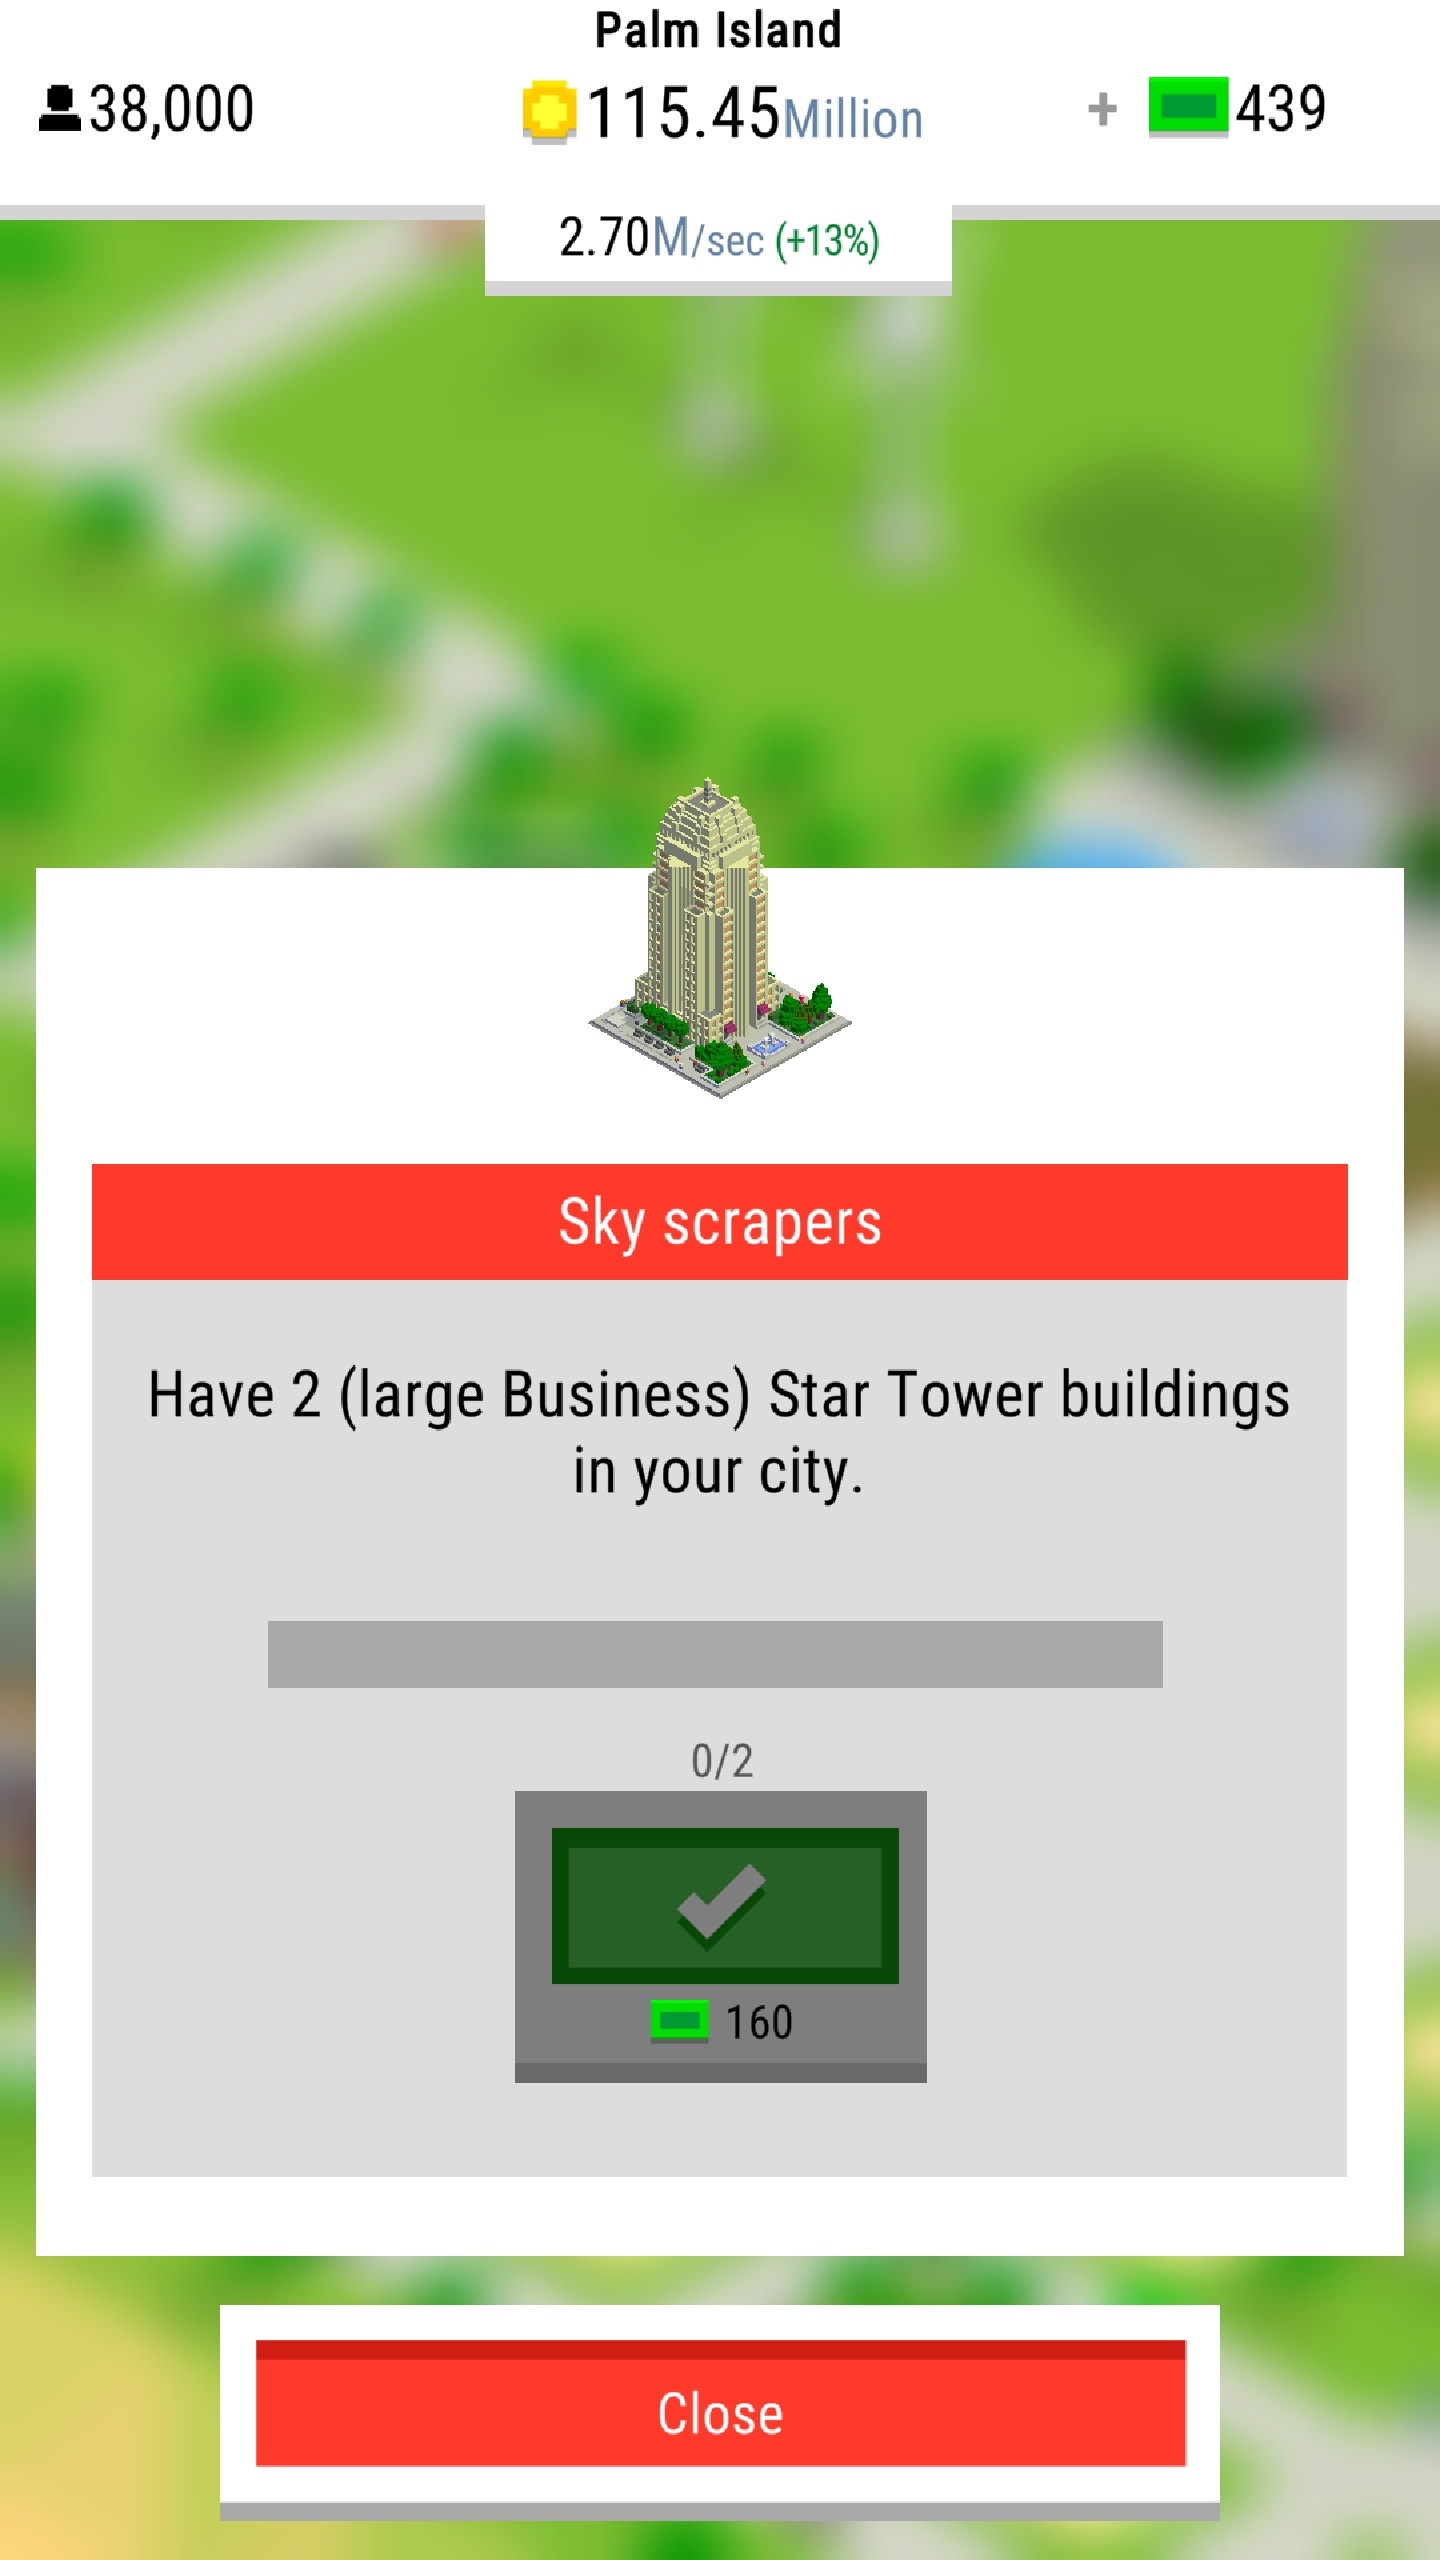 Palm Island
38,000
115.45Million
+ 439
2.70M/sec (+13%)
Sky scrapers
Have 2 (large Business) Star Tower buildings
in your city.
0/2
160
Close